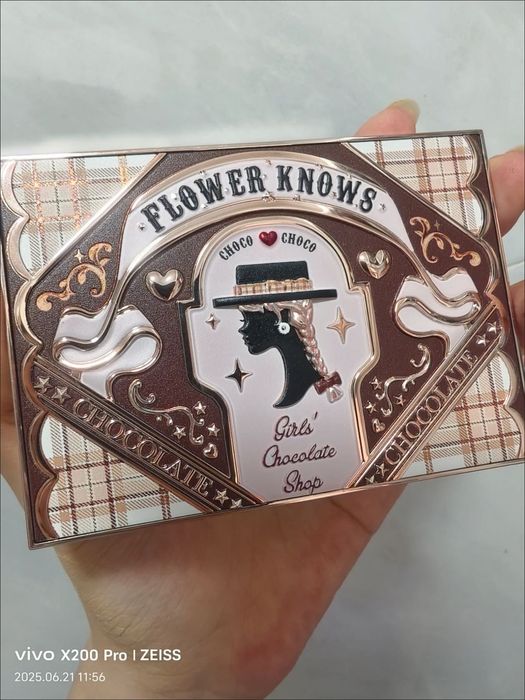 FLOWER KNOWS
CHOCO CHOCO
Girls'
Chocolate
Shop
CHOCOLATE
CHOCOLATE
vivo X200 Pro | ZEISS
2025.06.21 11:56